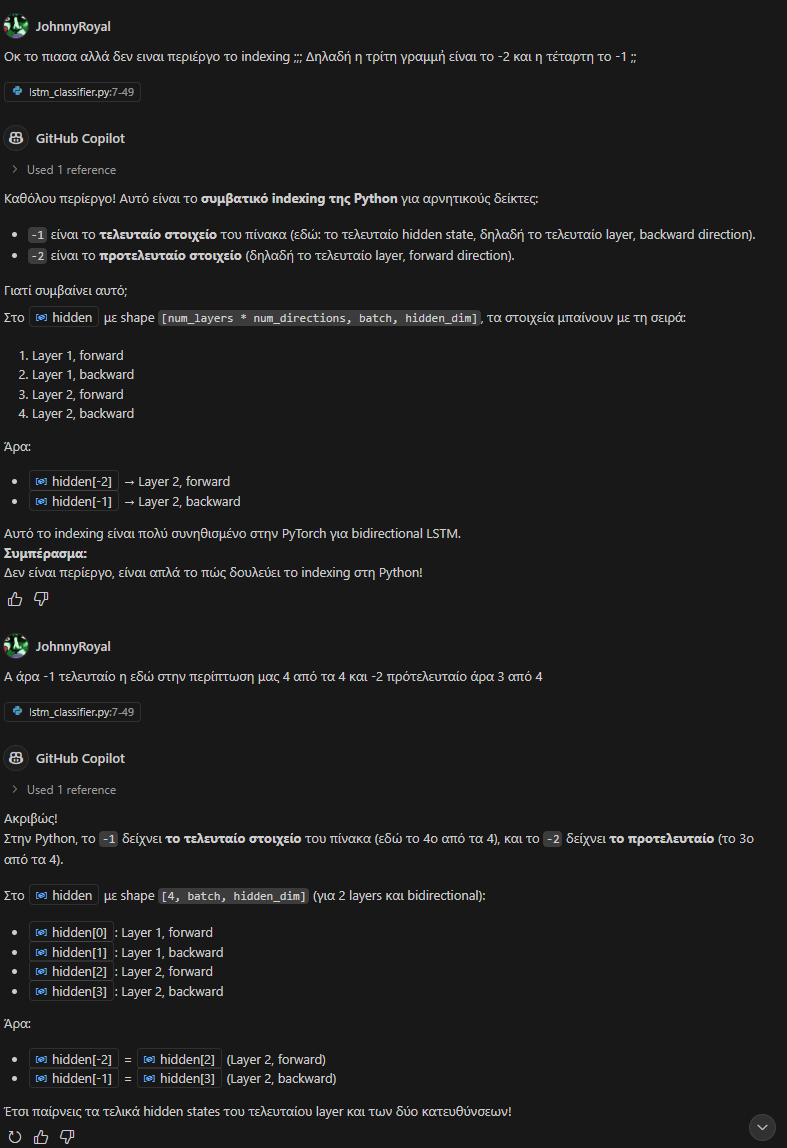 JohnnyRoyal
Οκ το πιασα αλλά δεν ειναι περιέργο το indexing ;;; Δηλαδή η τρίτη γραμμή είναι το -2 και η τέταρτη το -1 ;;
lstm_classifier.py:7-49
GitHub Copilot
Used 1 reference
Καθόλου περίεργο! Αυτό είναι το συμβατικό indexing της Python για αρνητικούς δείκτες:
• -1 είναι το τελευταίο στοιχείο του πίνακα (εδώ: το τελευταίο hidden state, δηλαδή το τελευταίο layer, backward direction).
• -2 είναι το προτελευταίο στοιχείο (δηλαδή το τελευταίο layer, forward direction).
Γιατί συμβαίνει αυτό;
Στο hidden με shape [num_layers * num_directions, batch, hidden_dim], τα στοιχεία μπαίνουν με τη σειρά:
1. Layer 1, forward
2. Layer 1, backward
3. Layer 2, forward
4. Layer 2, backward
Άρα:
• hidden[-2] → Layer 2, forward
• hidden[-1] → Layer 2, backward
Αυτό το indexing είναι πολύ συνηθισμένο στην PyTorch για bidirectional LSTM.
Συμπέρασμα:
Δεν είναι περίεργο, είναι απλά το πώς δουλεύει το indexing στη Python!
JohnnyRoyal
Α άρα -1 τελευταίο η εδώ στην περίπτωση μας 4 από τα 4 και -2 πρότελευταίο άρα 3 από 4
lstm_classifier.py:7-49
GitHub Copilot
Used 1 reference
Ακριβώς!
Στην Python, το -1 δείχνει το τελευταίο στοιχείο του πίνακα (εδώ το 4ο από τα 4), και το -2 δείχνει το προτελευταίο (το 3ο
από τα 4).
Στο hidden με shape [4, batch, hidden_dim] (για 2 layers και bidirectional):
• hidden[0] : Layer 1, forward
• hidden[1] : Layer 1, backward
• hidden[2] : Layer 2, forward
• hidden[3] : Layer 2, backward
Άρα:
• hidden[-2] = hidden[2] (Layer 2, forward)
• hidden[-1] = hidden[3] (Layer 2, backward)
Έτσι παίρνεις τα τελικά hidden states του τελευταίου layer και των δύο κατευθύνσεων!